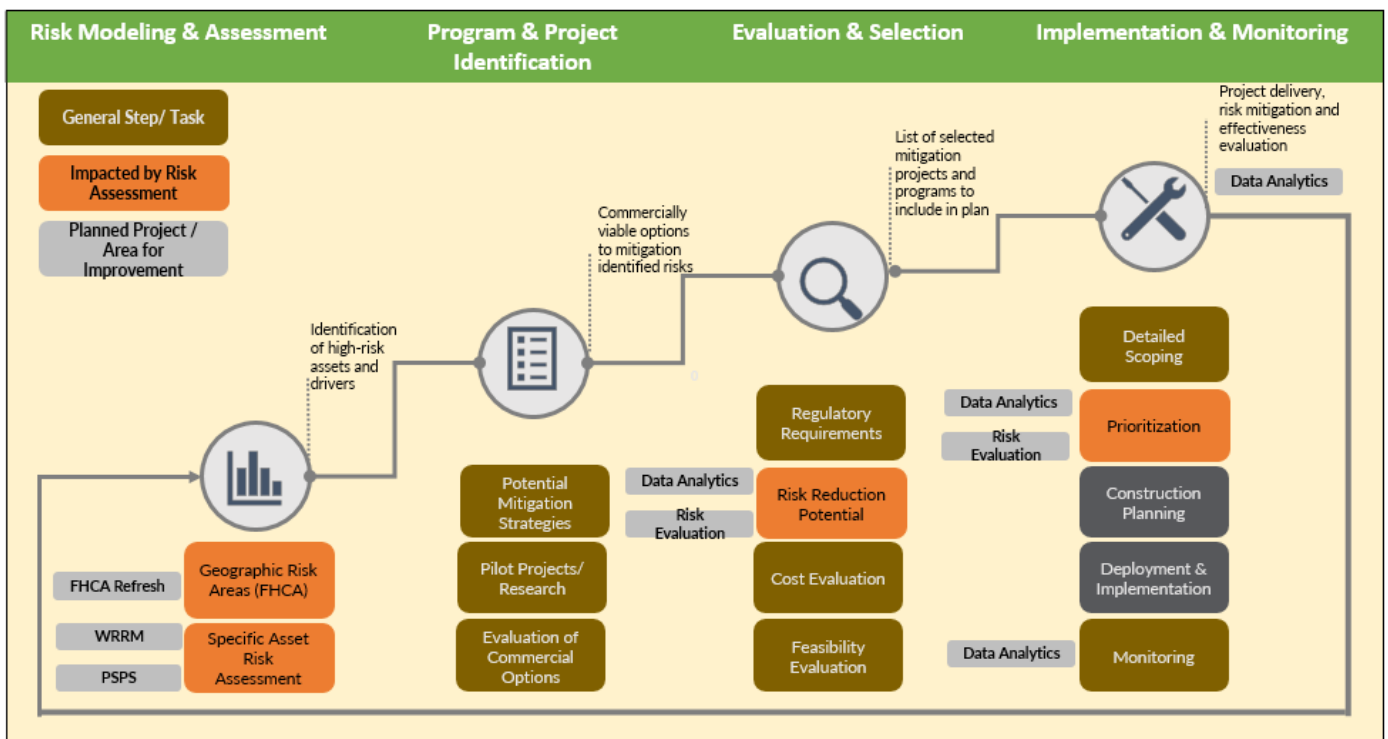 Risk Modeling & Assessment
Program & Project
Identification
Evaluation & Selection
Implementation & Monitoring
General Step/ Task
Impacted by Risk
Assessment
Planned Project /
Area for
Improvement
Identification
of high-risk
assets and
drivers
Commercially
viable options
to mitigation
identified risks
List of selected
mitigation
projects and
programs to
include in plan
Project delivery,
risk mitigation and
effectiveness
evaluation
Data Analytics
FHCA Refresh
Geographic Risk
Areas (FHCA)
WRRM
PSPS
Specific Asset
Risk
Assessment
Potential
Mitigation
Strategies
Pilot Projects/
Research
Evaluation of
Commercial
Options
Regulatory
Requirements
Data Analytics
Risk
Evaluation
Risk Reduction
Potential
Cost Evaluation
Feasibility
Evaluation
Detailed
Scoping
Data Analytics
Risk
Evaluation
Prioritization
Construction
Planning
Deployment &
Implementation
Data Analytics
Monitoring